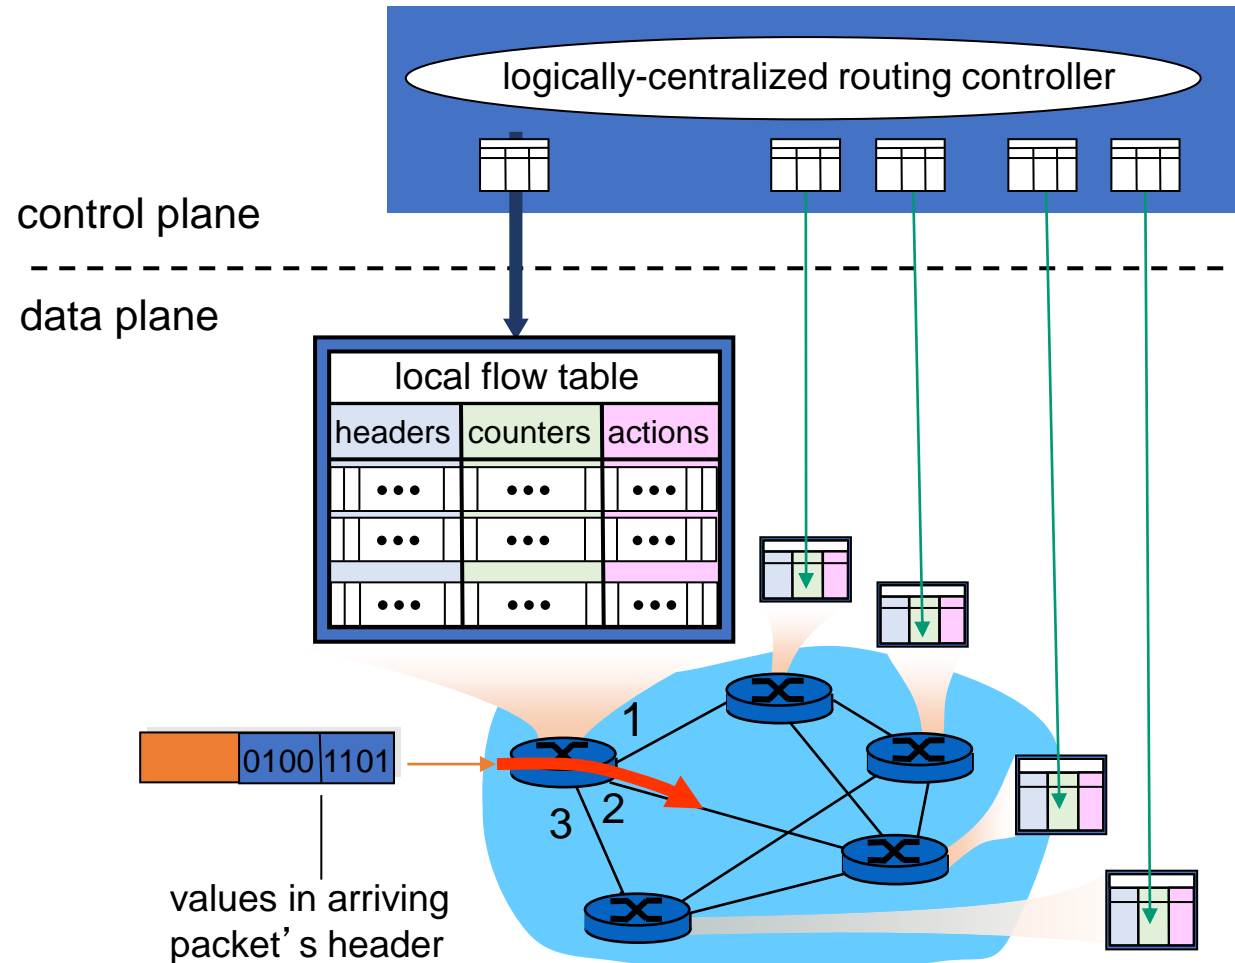 logically-centralized routing controller
control plane
data plane
local flow table
headers counters actions
1
0100 1101
2
3
values in arriving
packet’s header